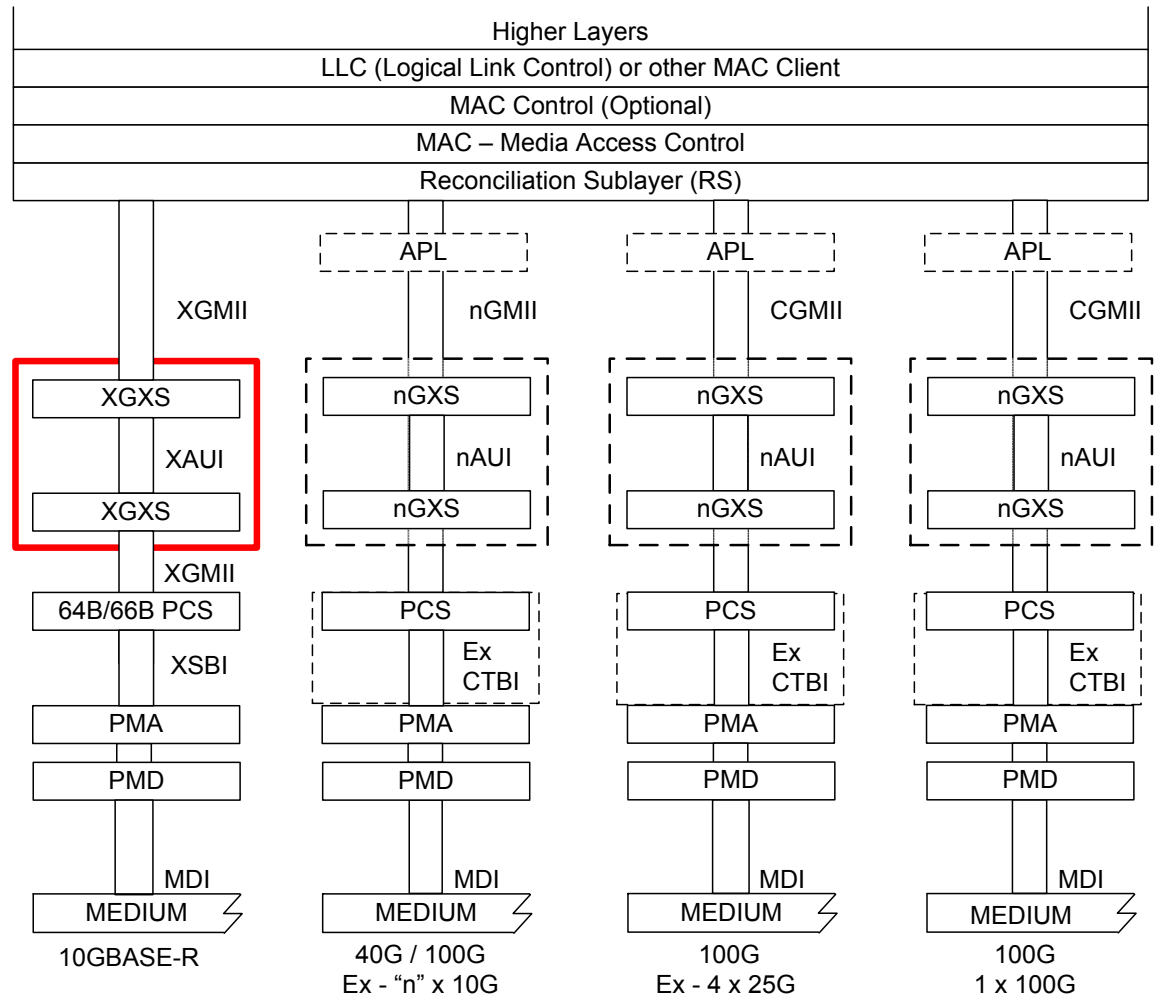 Higher Layers
LLC (Logical Link Control) or other MAC Client
MAC Control (Optional)
MAC – Media Access Control
Reconciliation Sublayer (RS)
APL
APL
APL
XGMII
nGMII
CGMII
CGMII
XGXS
nGXS
nGXS
nGXS
XAUI
nAUI
nAUI
nAUI
XGXS
nGXS
nGXS
nGXS
XGMII
64B/66B PCS
PCS
PCS
PCS
XSBI
Ex
CTBI
Ex
CTBI
Ex
CTBI
PMA
PMA
PMA
PMA
PMD
PMD
PMD
PMD
MDI
MDI
MDI
MDI
MEDIUM
MEDIUM
MEDIUM
MEDIUM
10GBASE-R
40G / 100G
Ex - “n” x 10G
100G
Ex - 4 x 25G
100G
1 x 100G